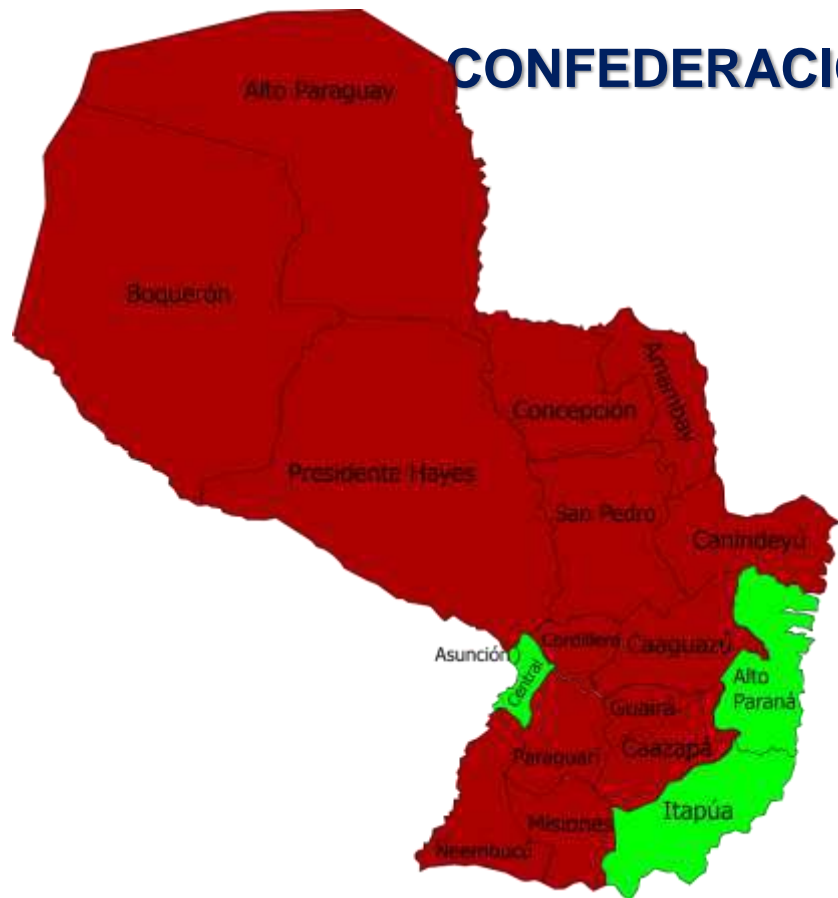 CONFEDERACIÓ
Alto Paraguay
Boquerón
Amambay
Concepción
Presidente Hayes
San Pedro
Canindeyú
Cordillera
Caaguazú
Asunción
Central
Alto
Paraná
Guairá
Caazapá
Paraguarí
Itapúa
Misiones
Ñeembucú